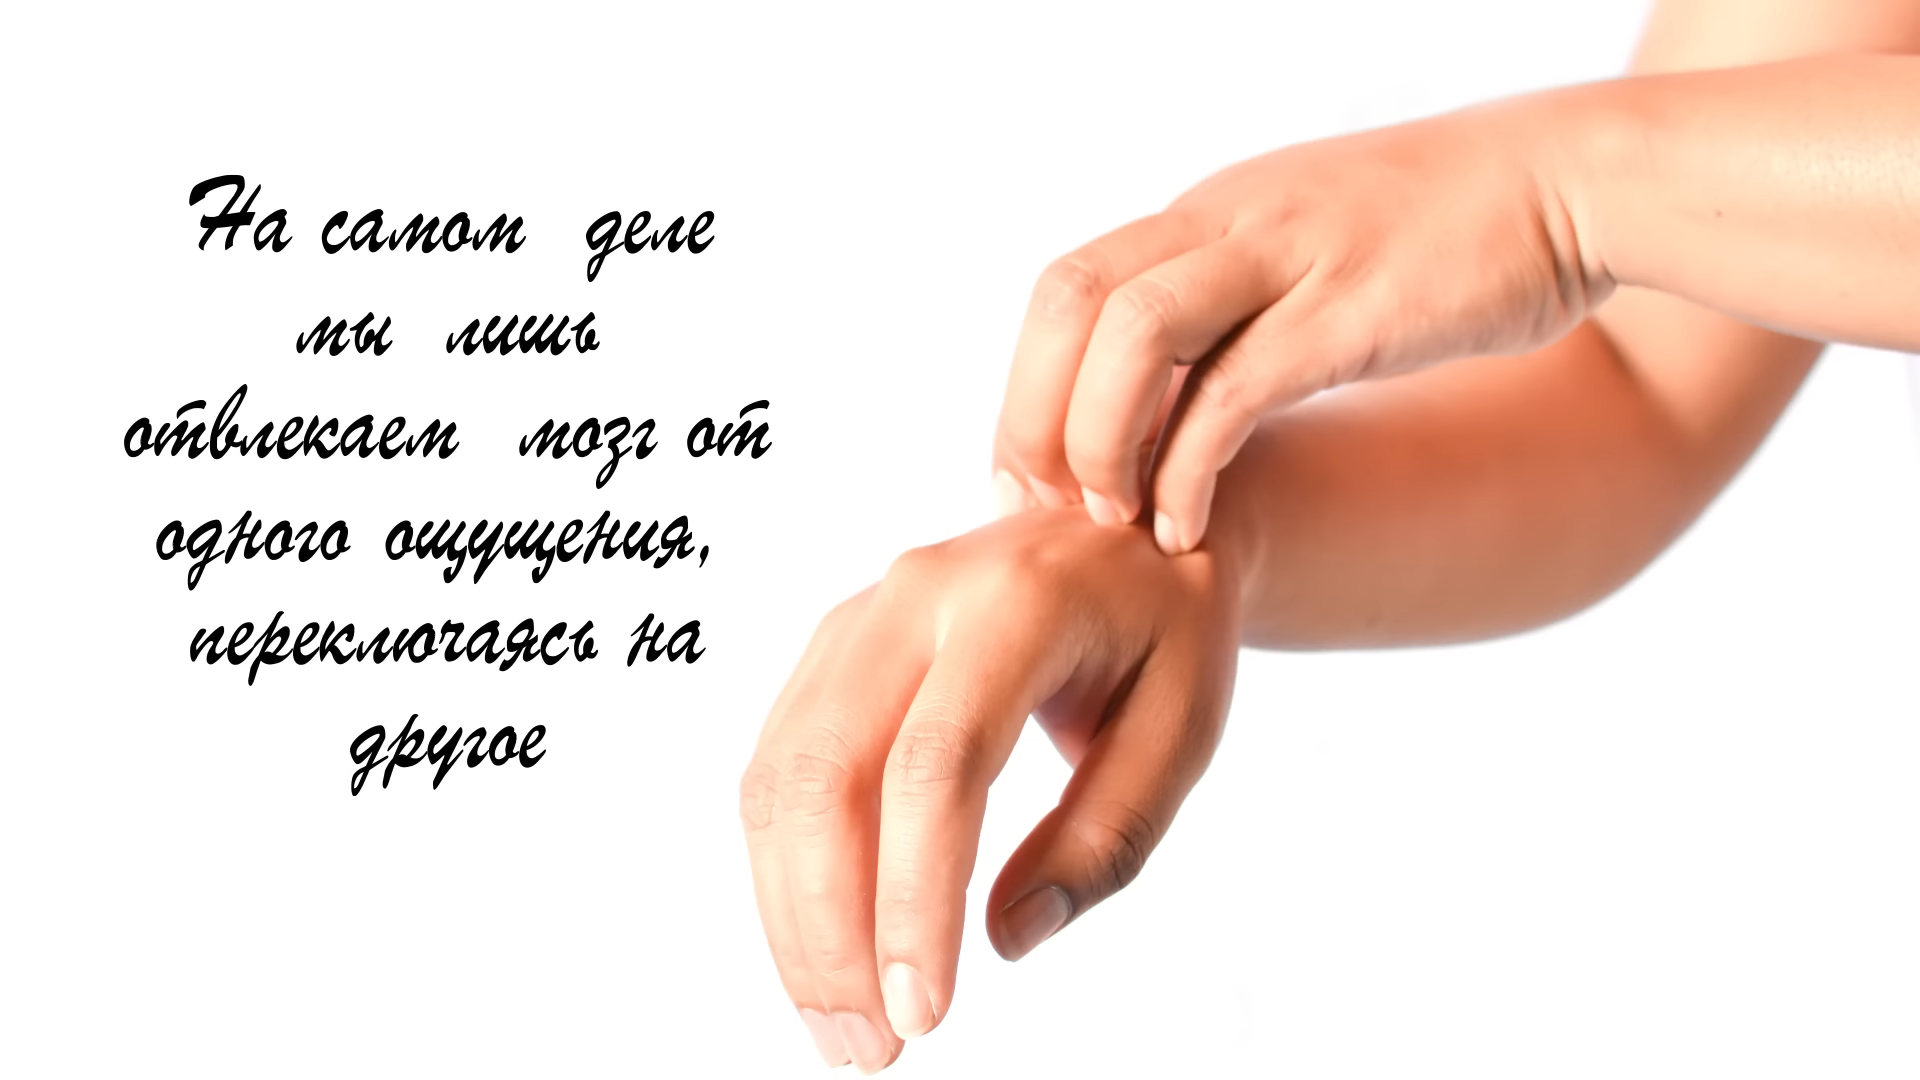 На самом деле
мы лишь
отвлекаем мозг от
одного ощущения,
переключаясь на
другое